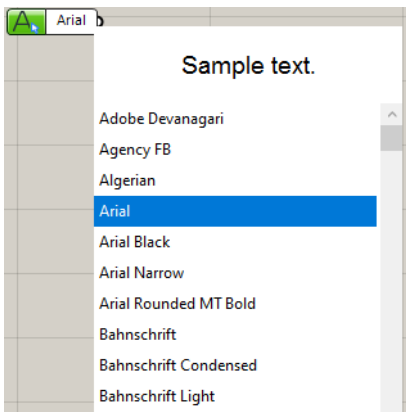 A Arial
Sample text.
Adobe Devanagari
Agency FB
Algerian
Arial
Arial Black
Arial Narrow
Arial Rounded MT Bold
Bahnschrift
Bahnschrift Condensed
Bahnschrift Light